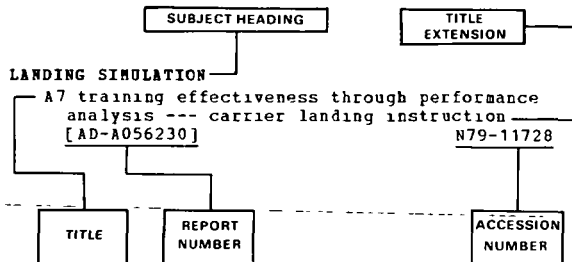 SUBJECT HEADING
TITLE
EXTENSION
LANDING SIMULATION
A7 training effectiveness through performance
analysis --- carrier landing instruction
[AD-A056230] N79-11728
TITLE
REPORT
NUMBER
ACCESSION
NUMBER